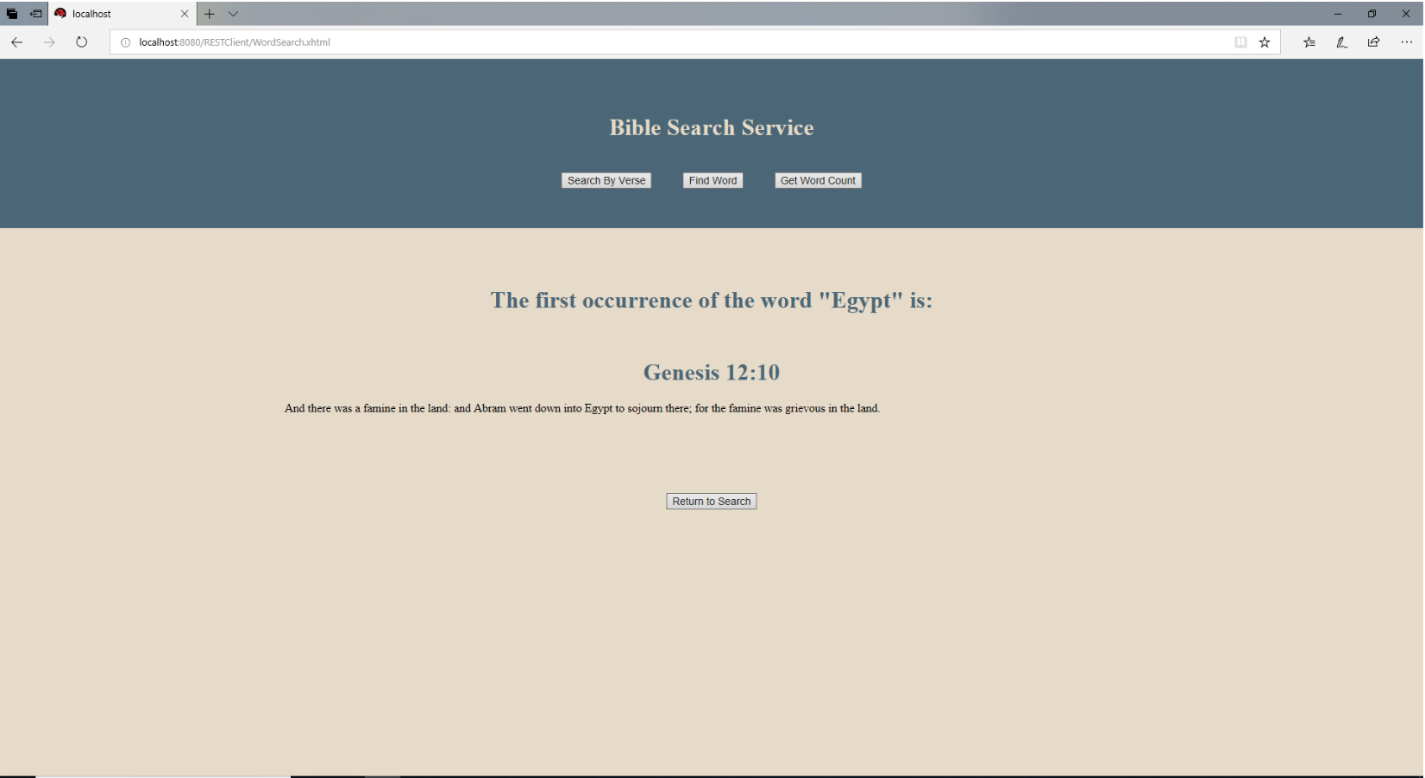 localhost
localhost:8080/RESTClient/WordSearch.xhtml
Bible Search Service
Search By Verse Find Word Get Word Count
The first occurrence of the word "Egypt" is:
Genesis 12:10
And there was a famine in the land: and Abram went down into Egypt to sojourn there; for the famine was grievous in the land.
Return to Search